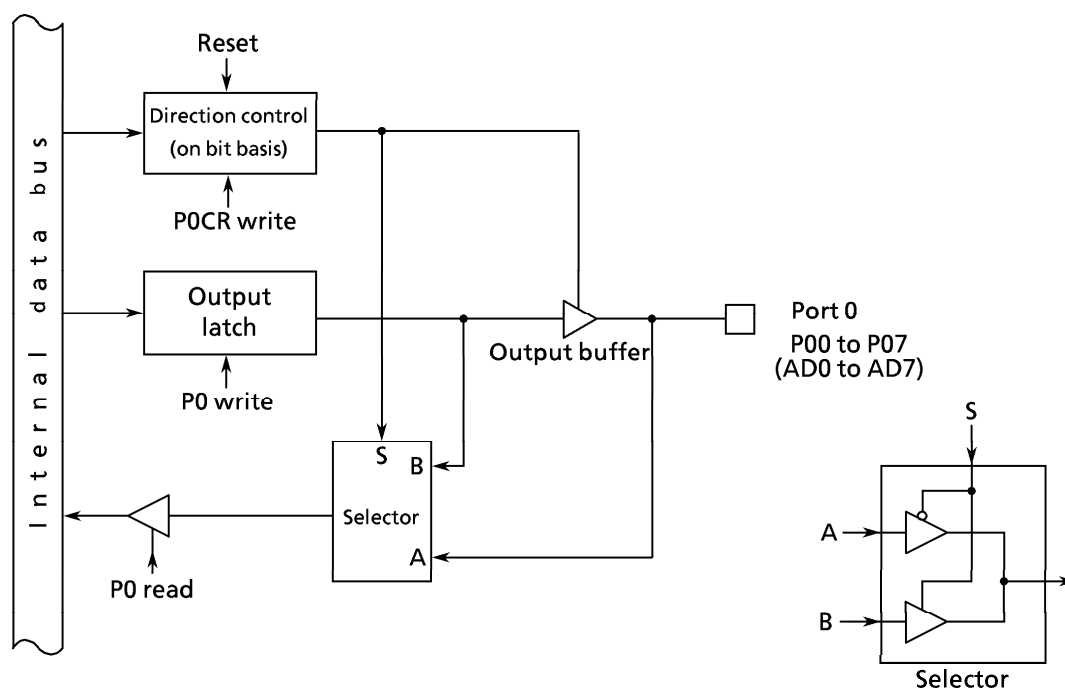 Internal data bus
Reset
Direction control
(on bit basis)
P0CR write
Output
latch
P0 write
Output buffer
Port 0
P00 to P07
(AD0 to AD7)
S
B
Selector
A
P0 read
S
A
B
Selector